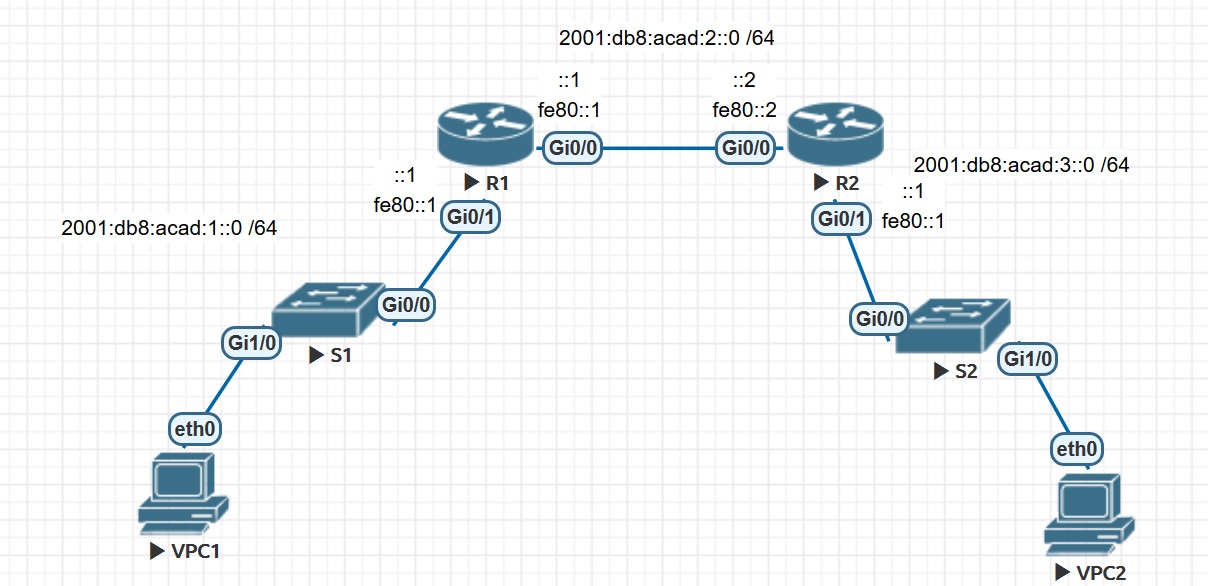 2001:db8:acad:2::0 /64
::1
::2
fe80::1
fe80::2
Gi0/0
Gi0/0
R1
R2
2001:db8:acad:3::0 /64
::1
fe80::1
Gi0/1
::1
fe80::1
Gi0/1
2001:db8:acad:1::0 /64
Gi0/0
Gi1/0
S1
Gi0/0
S2
Gi1/0
eth0
VPC1
eth0
VPC2